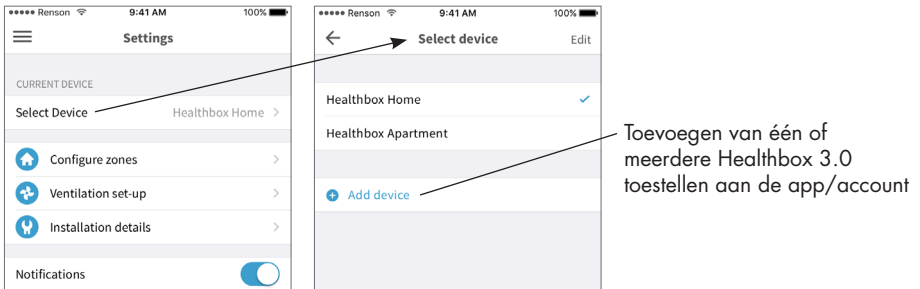 Renson 9:41 AM 100%
Settings
CURRENT DEVICE
Select Device Healthbox Home
Configure zones
Ventilation set-up
Installation details
Notifications
Renson 9:41 AM 100%
Select device Edit
Healthbox Home
Healthbox Apartment
Add device
Toevoegen van één of
meerdere Healthbox 3.0
toestellen aan de app/account